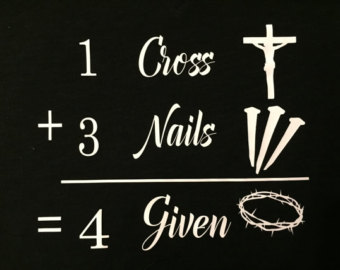 1 Cross
+ 3 Nails
= 4 Given